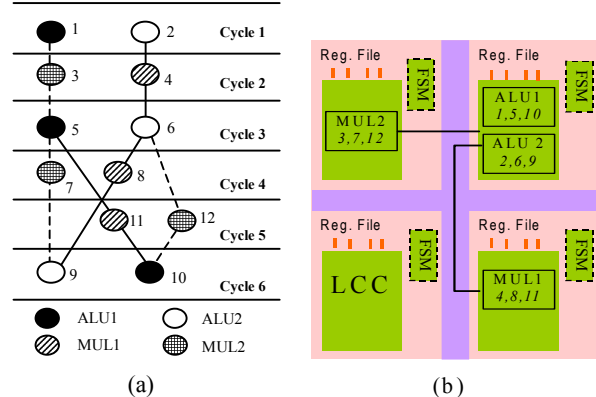 1
2
Cycle 1
3
4
Cycle 2
5
6
Cycle 3
7
8
Cycle 4
11
12
Cycle 5
9
10
Cycle 6
ALU1
ALU2
MUL1
MUL2
(a)
Reg. File
FSM
MUL2
3,7,12
Reg. File
FSM
ALU1
1,5,10
ALU 2
2,6,9
Reg. File
FSM
LCC
Reg. File
FSM
MUL1
4,8,11
(b)